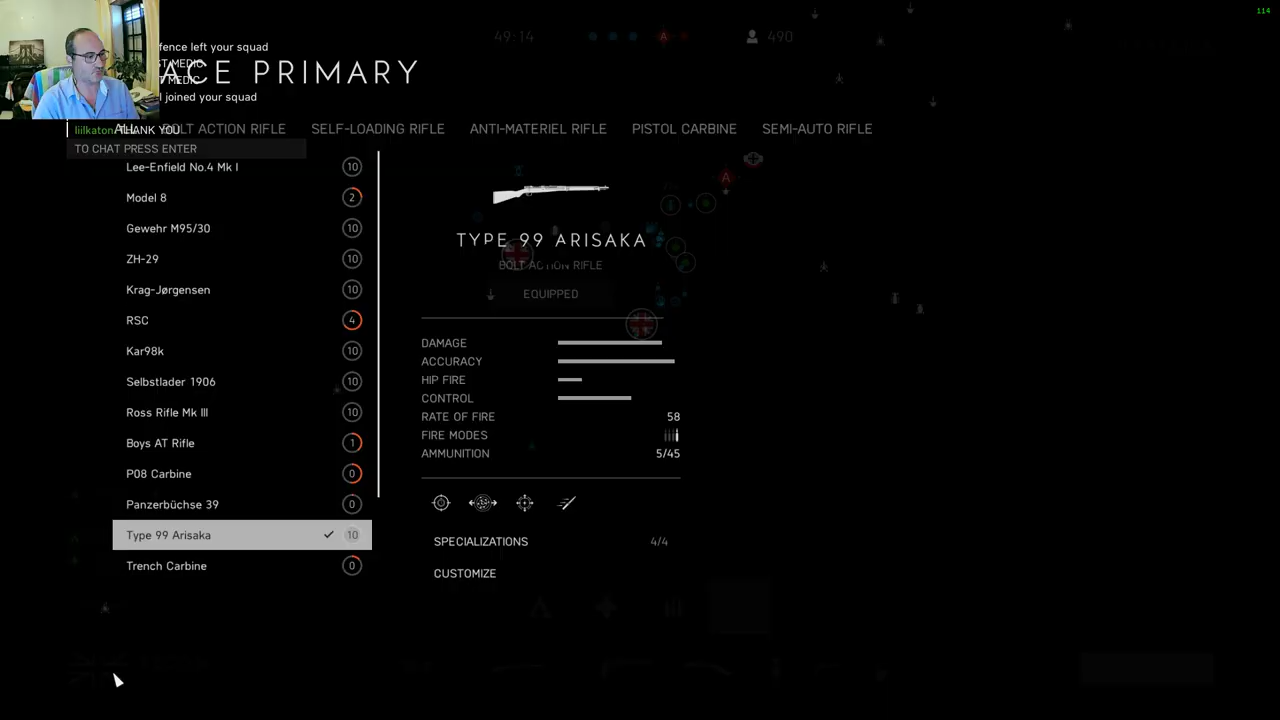 114
49:14
A
490
fence left your squad
T MEDIC
T MEDIC
ACE PRIMARY
I joined your squad
liilkaton: THANK YOU
TO CHAT PRESS ENTER
BOLT ACTION RIFLE SELF-LOADING RIFLE ANTI-MATERIEL RIFLE PISTOL CARBINE SEMI-AUTO RIFLE
Lee-Enfield No.4 Mk I 10
Model 8 2
Gewehr M95/30 10
ZH-29 10
Krag-Jørgensen 10
RSC 4
Kar98k 10
Selbstlader 1906 10
Ross Rifle Mk III 10
Boys AT Rifle 1
P08 Carbine 0
Panzerbüchse 39 0
Type 99 Arisaka 10
Trench Carbine 0
A
TYPE 99 ARISAKA
BOLT ACTION RIFLE
EQUIPPED
DAMAGE
ACCURACY
HIP FIRE
CONTROL
RATE OF FIRE 58
FIRE MODES
AMMUNITION 5/45
SPECIALIZATIONS 4/4
CUSTOMIZE